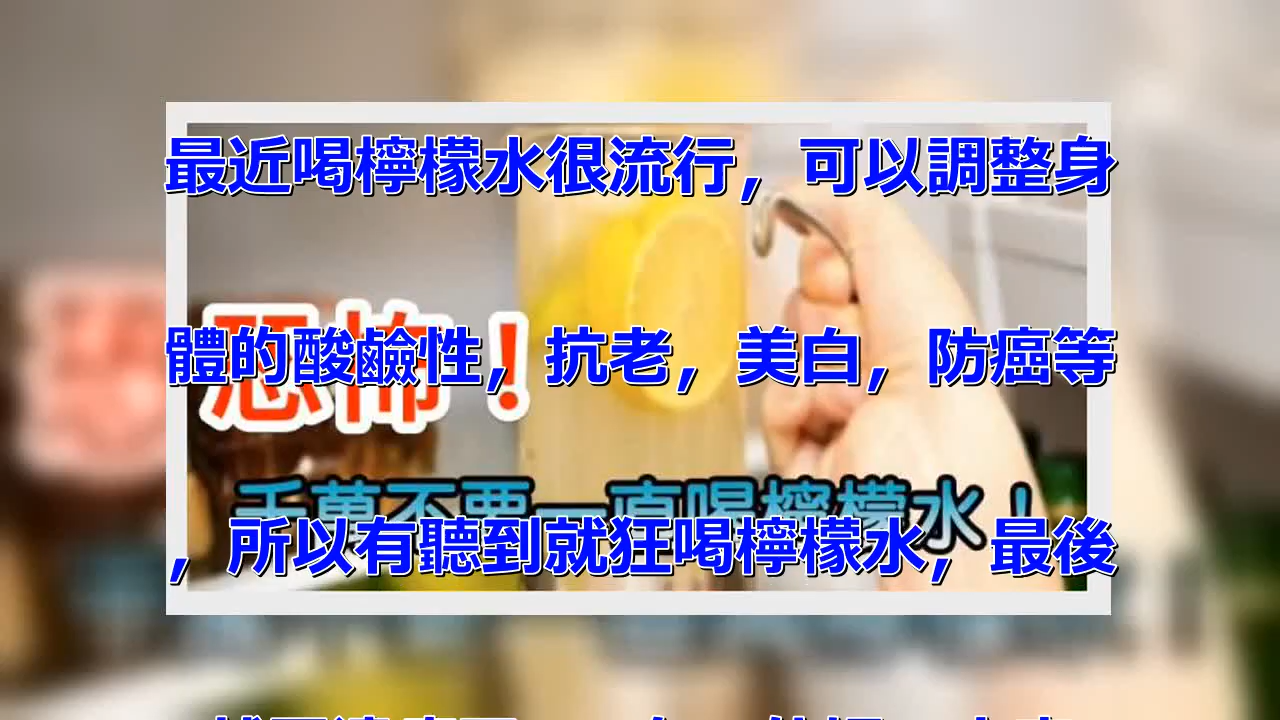 最近喝檸檬水很流行，可以調整身
恐怖！
體的酸鹼性，抗老，美白，防癌等
千萬不要一直喝檸檬水！
，所以有聽到就狂喝檸檬水，最後